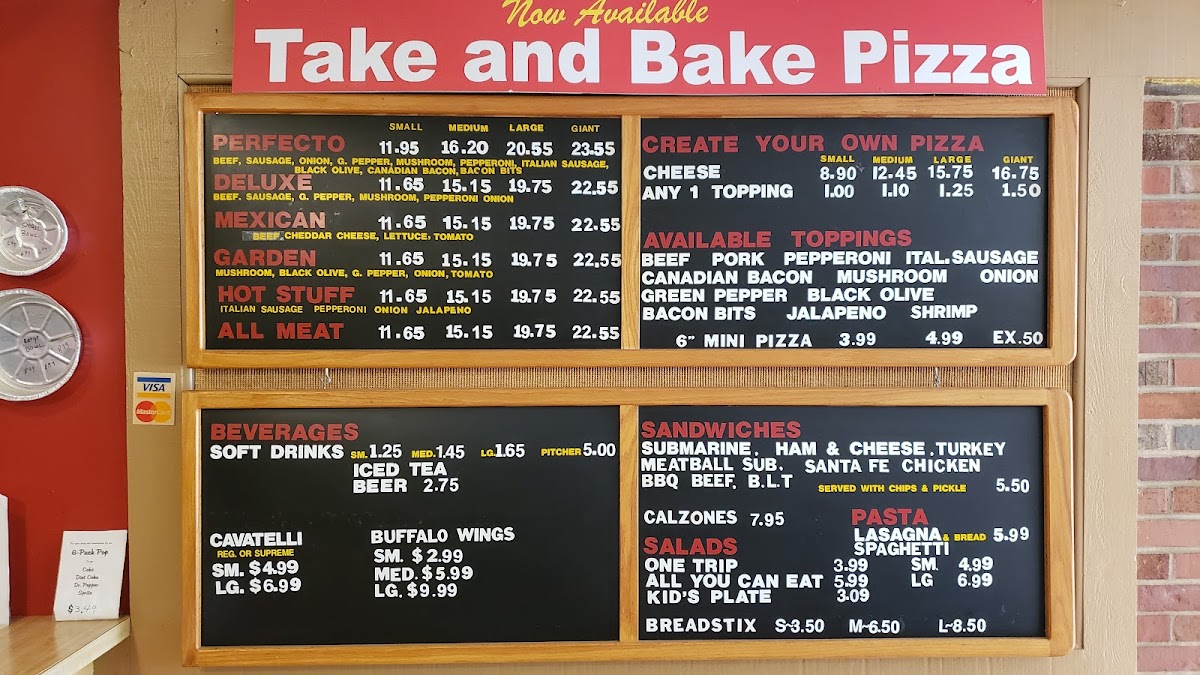 Now Available
Take and Bake Pizza
SMALL MEDIUM LARGE GIANT
PERFECTO 11.95 16.20 20.55 23.55
BEEF, SAUSAGE, ONION, G. PEPPER, MUSHROOM, PEPPERONI, ITALIAN SAUSAGE,
BLACK OLIVE, CANADIAN BACON, BACON BITS
DELUXE 11.65 15.15 19.75 22.55
BEEF. SAUSAGE, G. PEPPER, MUSHROOM, PEPPERONI ONION
MEXICAN 11.65 15.15 19.75 22.55
BEEF, CHEDDAR CHEESE, LETTUCE, TOMATO
GARDEN 11.65 15.15 19.75 22.55
MUSHROOM, BLACK OLIVE, G. PEPPER, ONION, TOMATO
HOT STUFF 11.65 15.15 19.75 22.55
ITALIAN SAUSAGE PEPPERONI ONION JALAPENO
ALL MEAT 11.65 15.15 19.75 22.55
CREATE YOUR OWN PIZZA
SMALL MEDIUM LARGE GIANT
CHEESE 8.90 12.45 15.75 16.75
ANY 1 TOPPING 1.00 1.10 1.25 1.50
AVAILABLE TOPPINGS
BEEF PORK PEPPERONI ITAL. SAUSAGE
CANADIAN BACON MUSHROOM ONION
GREEN PEPPER BLACK OLIVE
BACON BITS JALAPENO SHRIMP
6" MINI PIZZA 3.99 4.99 EX .50
BEVERAGES
SOFT DRINKS SM. 1.25 MED. 1.45 LG. 1.65 PITCHER 5.00
ICED TEA
BEER 2.75
CAVATELLI
REG. OR SUPREME
SM. $4.99
LG. $6.99
BUFFALO WINGS
SM. $2.99
MED. $5.99
LG. $9.99
SANDWICHES
SUBMARINE, HAM & CHEESE, TURKEY
MEATBALL SUB, SANTA FE CHICKEN
BBQ BEEF, B.L.T
SERVED WITH CHIPS & PICKLE 5.50
CALZONES 7.95
PASTA
LASAGNA & BREAD 5.99
SPAGHETTI
SM. 4.99
LG 6.99
SALADS
ONE TRIP 3.99
ALL YOU CAN EAT 5.99
KID'S PLATE 3.09
BREADSTIX S-3.50 M-6.50 L-8.50
VISA
MasterCard
6-Pack Pop
Coke
Diet Coke
Dr. Pepper
Sprite
$3.49
SMALL
BOWL
BOWL